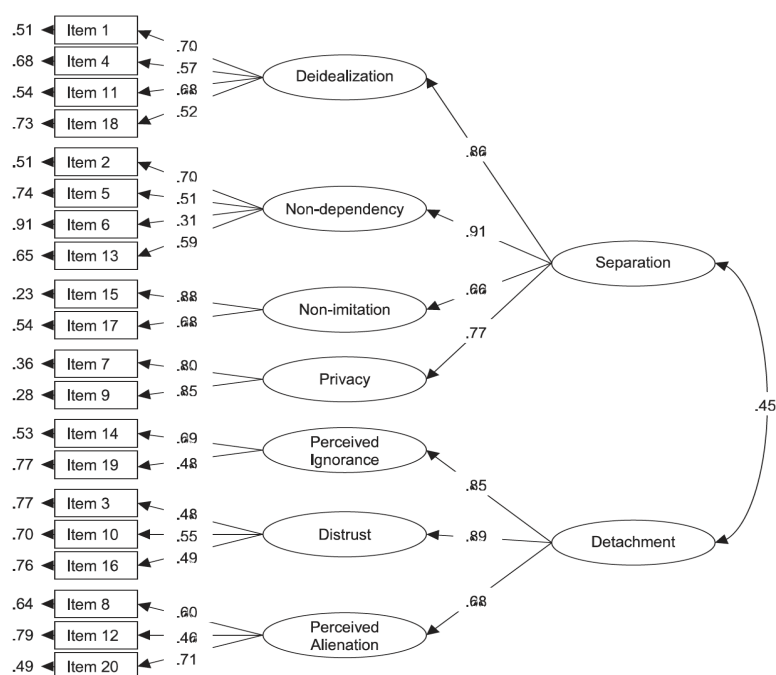 .51 Item 1 .70
.68 Item 4 .57
.54 Item 11 .68
.73 Item 18 .52
Deidealization
.86
.51 Item 2 .70
.74 Item 5 .51
.91 Item 6 .31
.65 Item 13 .59
Non-dependency
.91
Separation
.23 Item 15 .88
.54 Item 17 .68
Non-imitation
.66
.36 Item 7 .80
.28 Item 9 .85
Privacy
.77
.45
.53 Item 14 .69
.77 Item 19 .48
Perceived
Ignorance
.85
.77 Item 3 .48
.70 Item 10 .55
.76 Item 16 .49
Distrust
.89
Detachment
.64 Item 8 .60
.79 Item 12 .46
.49 Item 20 .71
Perceived
Alienation
.68